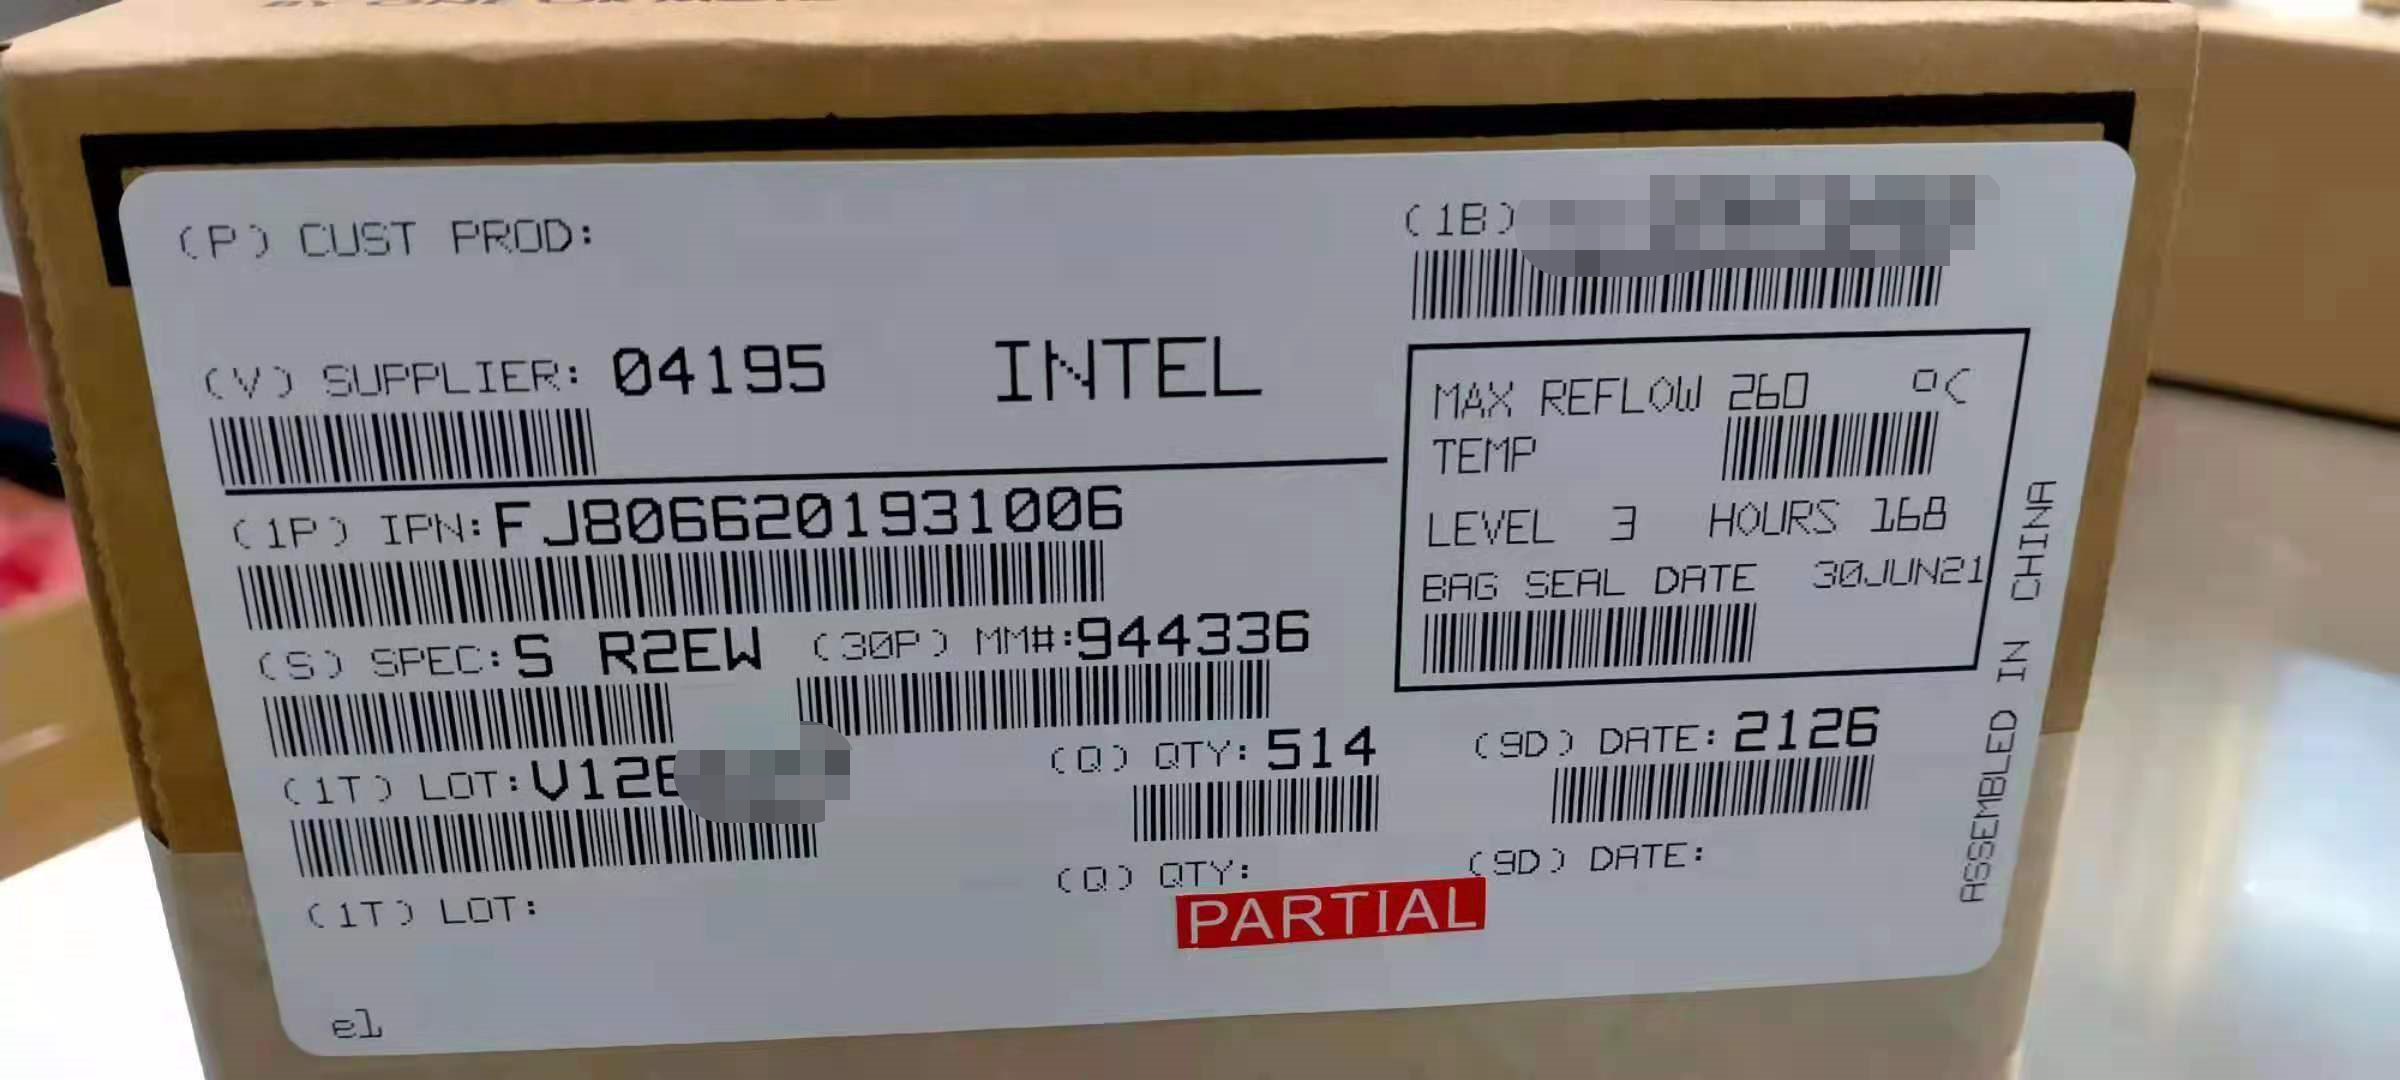 (P) CUST PROD:
(1B)
(V) SUPPLIER: 04195 INTEL
MAX REFLOW 260 °C
TEMP
LEVEL 3 HOURS 168
BAG SEAL DATE 30JUN21
(1P) IPN: FJ8066201931006
(S) SPEC: S R2EW (30P) MM#: 944336
(1T) LOT: V126
(Q) QTY: 514 (9D) DATE: 2126
(1T) LOT:
(Q) QTY: (9D) DATE:
PARTIAL
ASSEMBLED IN CHINA
e1